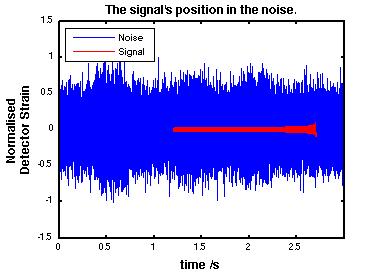 The signal's position in the noise.
Noise
Signal
Normalised
Detector Strain
1.5
1
0.5
0
-0.5
-1
-1.5
0
0.5
1
1.5
2
2.5
time /s